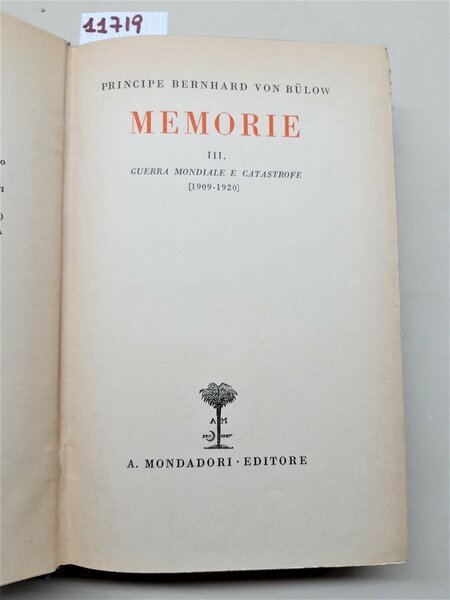 11719
PRINCIPE BERNHARD VON BÜLOW
MEMORIE
III.
GUERRA MONDIALE E CATASTROFE
[1909-1920]
A M
A. MONDADORI · EDITORE